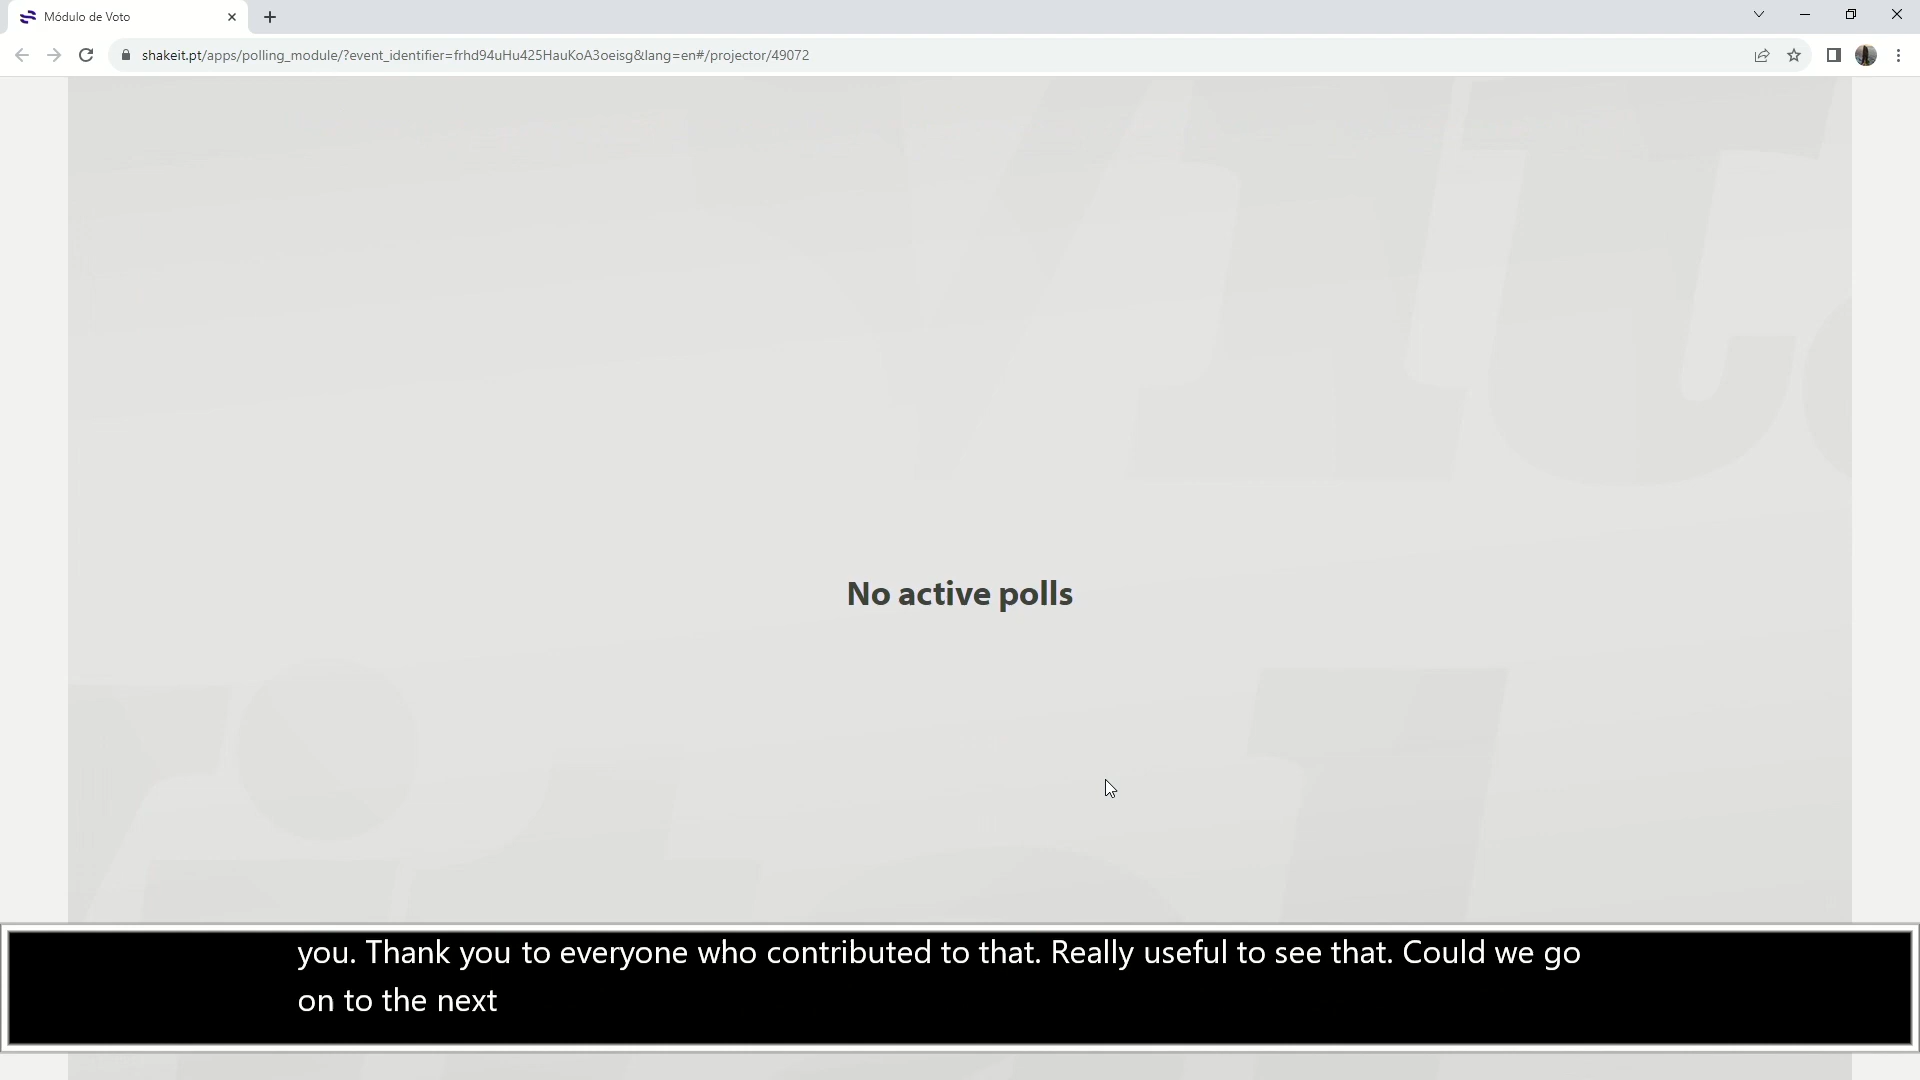 Módulo de Voto
shakeit.pt/apps/polling_module/?event_identifier=frhd94uHu425HauKoA3oeisg&lang=en#/projector/49072
No active polls
you. Thank you to everyone who contributed to that. Really useful to see that. Could we go
on to the next